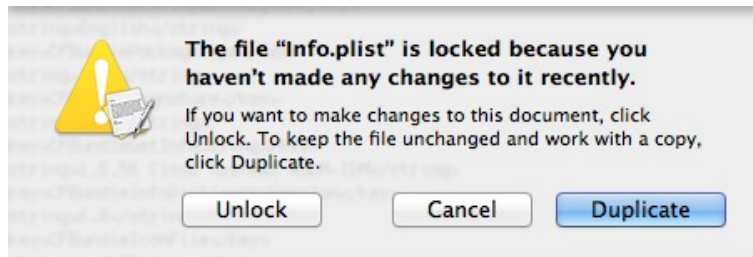 The file “Info.plist” is locked because you
haven’t made any changes to it recently.
If you want to make changes to this document, click
Unlock. To keep the file unchanged and work with a copy,
click Duplicate.
Unlock Cancel Duplicate